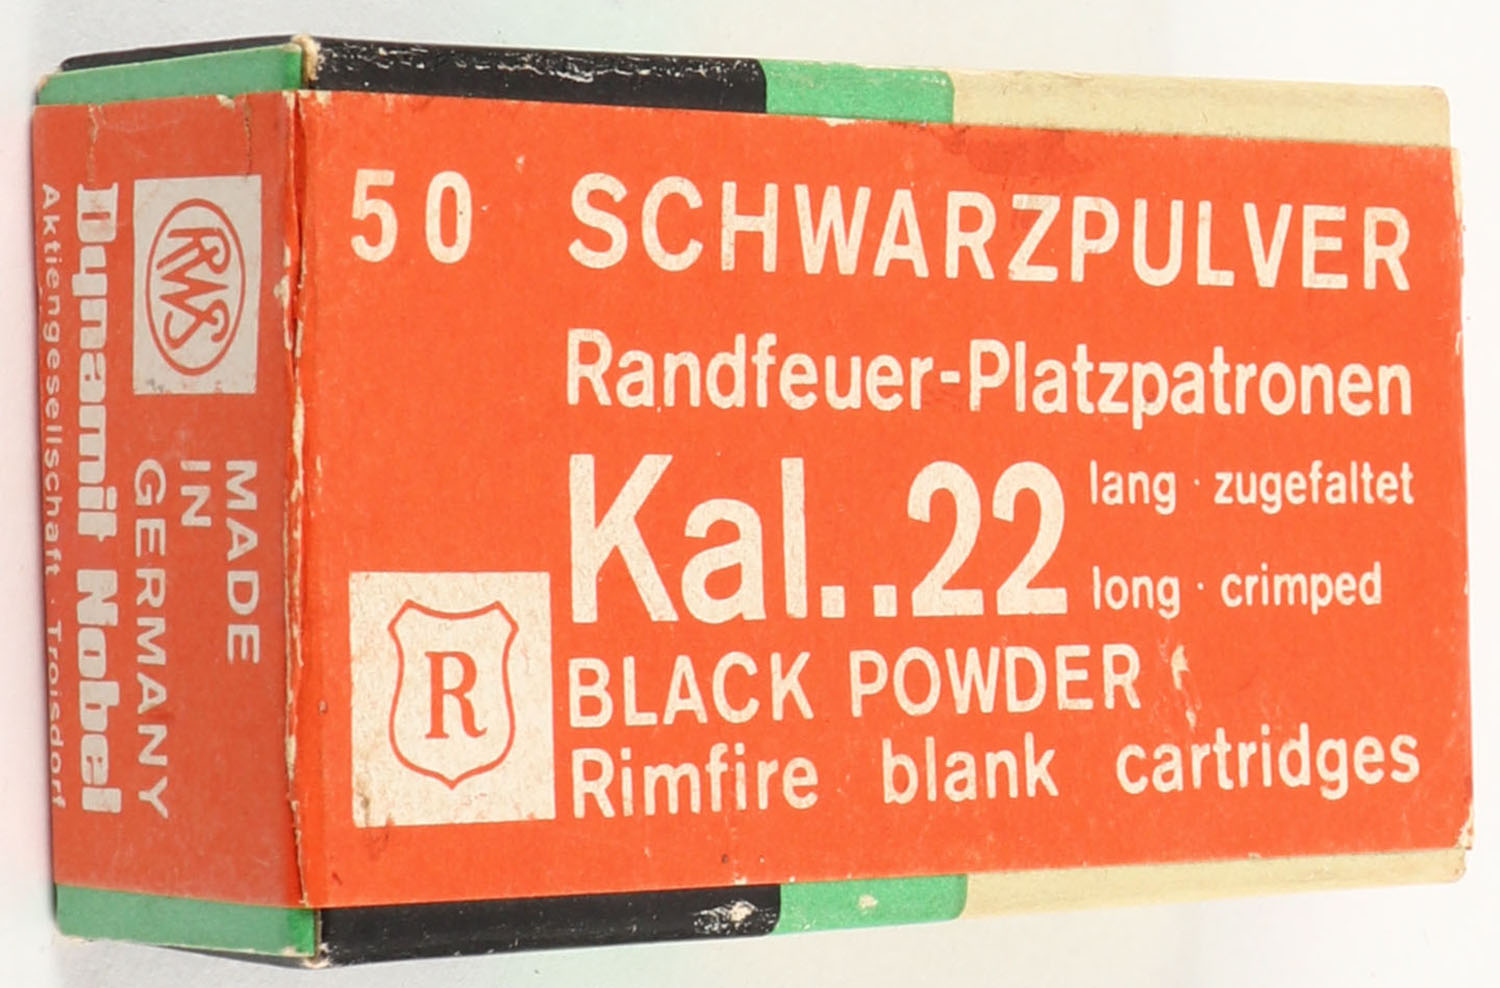 50 SCHWARZPULVER
Randfeuer-Platzpatronen
Kal. .22 lang · zugefaltet
long · crimped
R
BLACK POWDER
Rimfire blank cartridges
RWS
MADE
IN
GERMANY
Dynamit Nobel
Aktiengesellschaft · Troisdorf